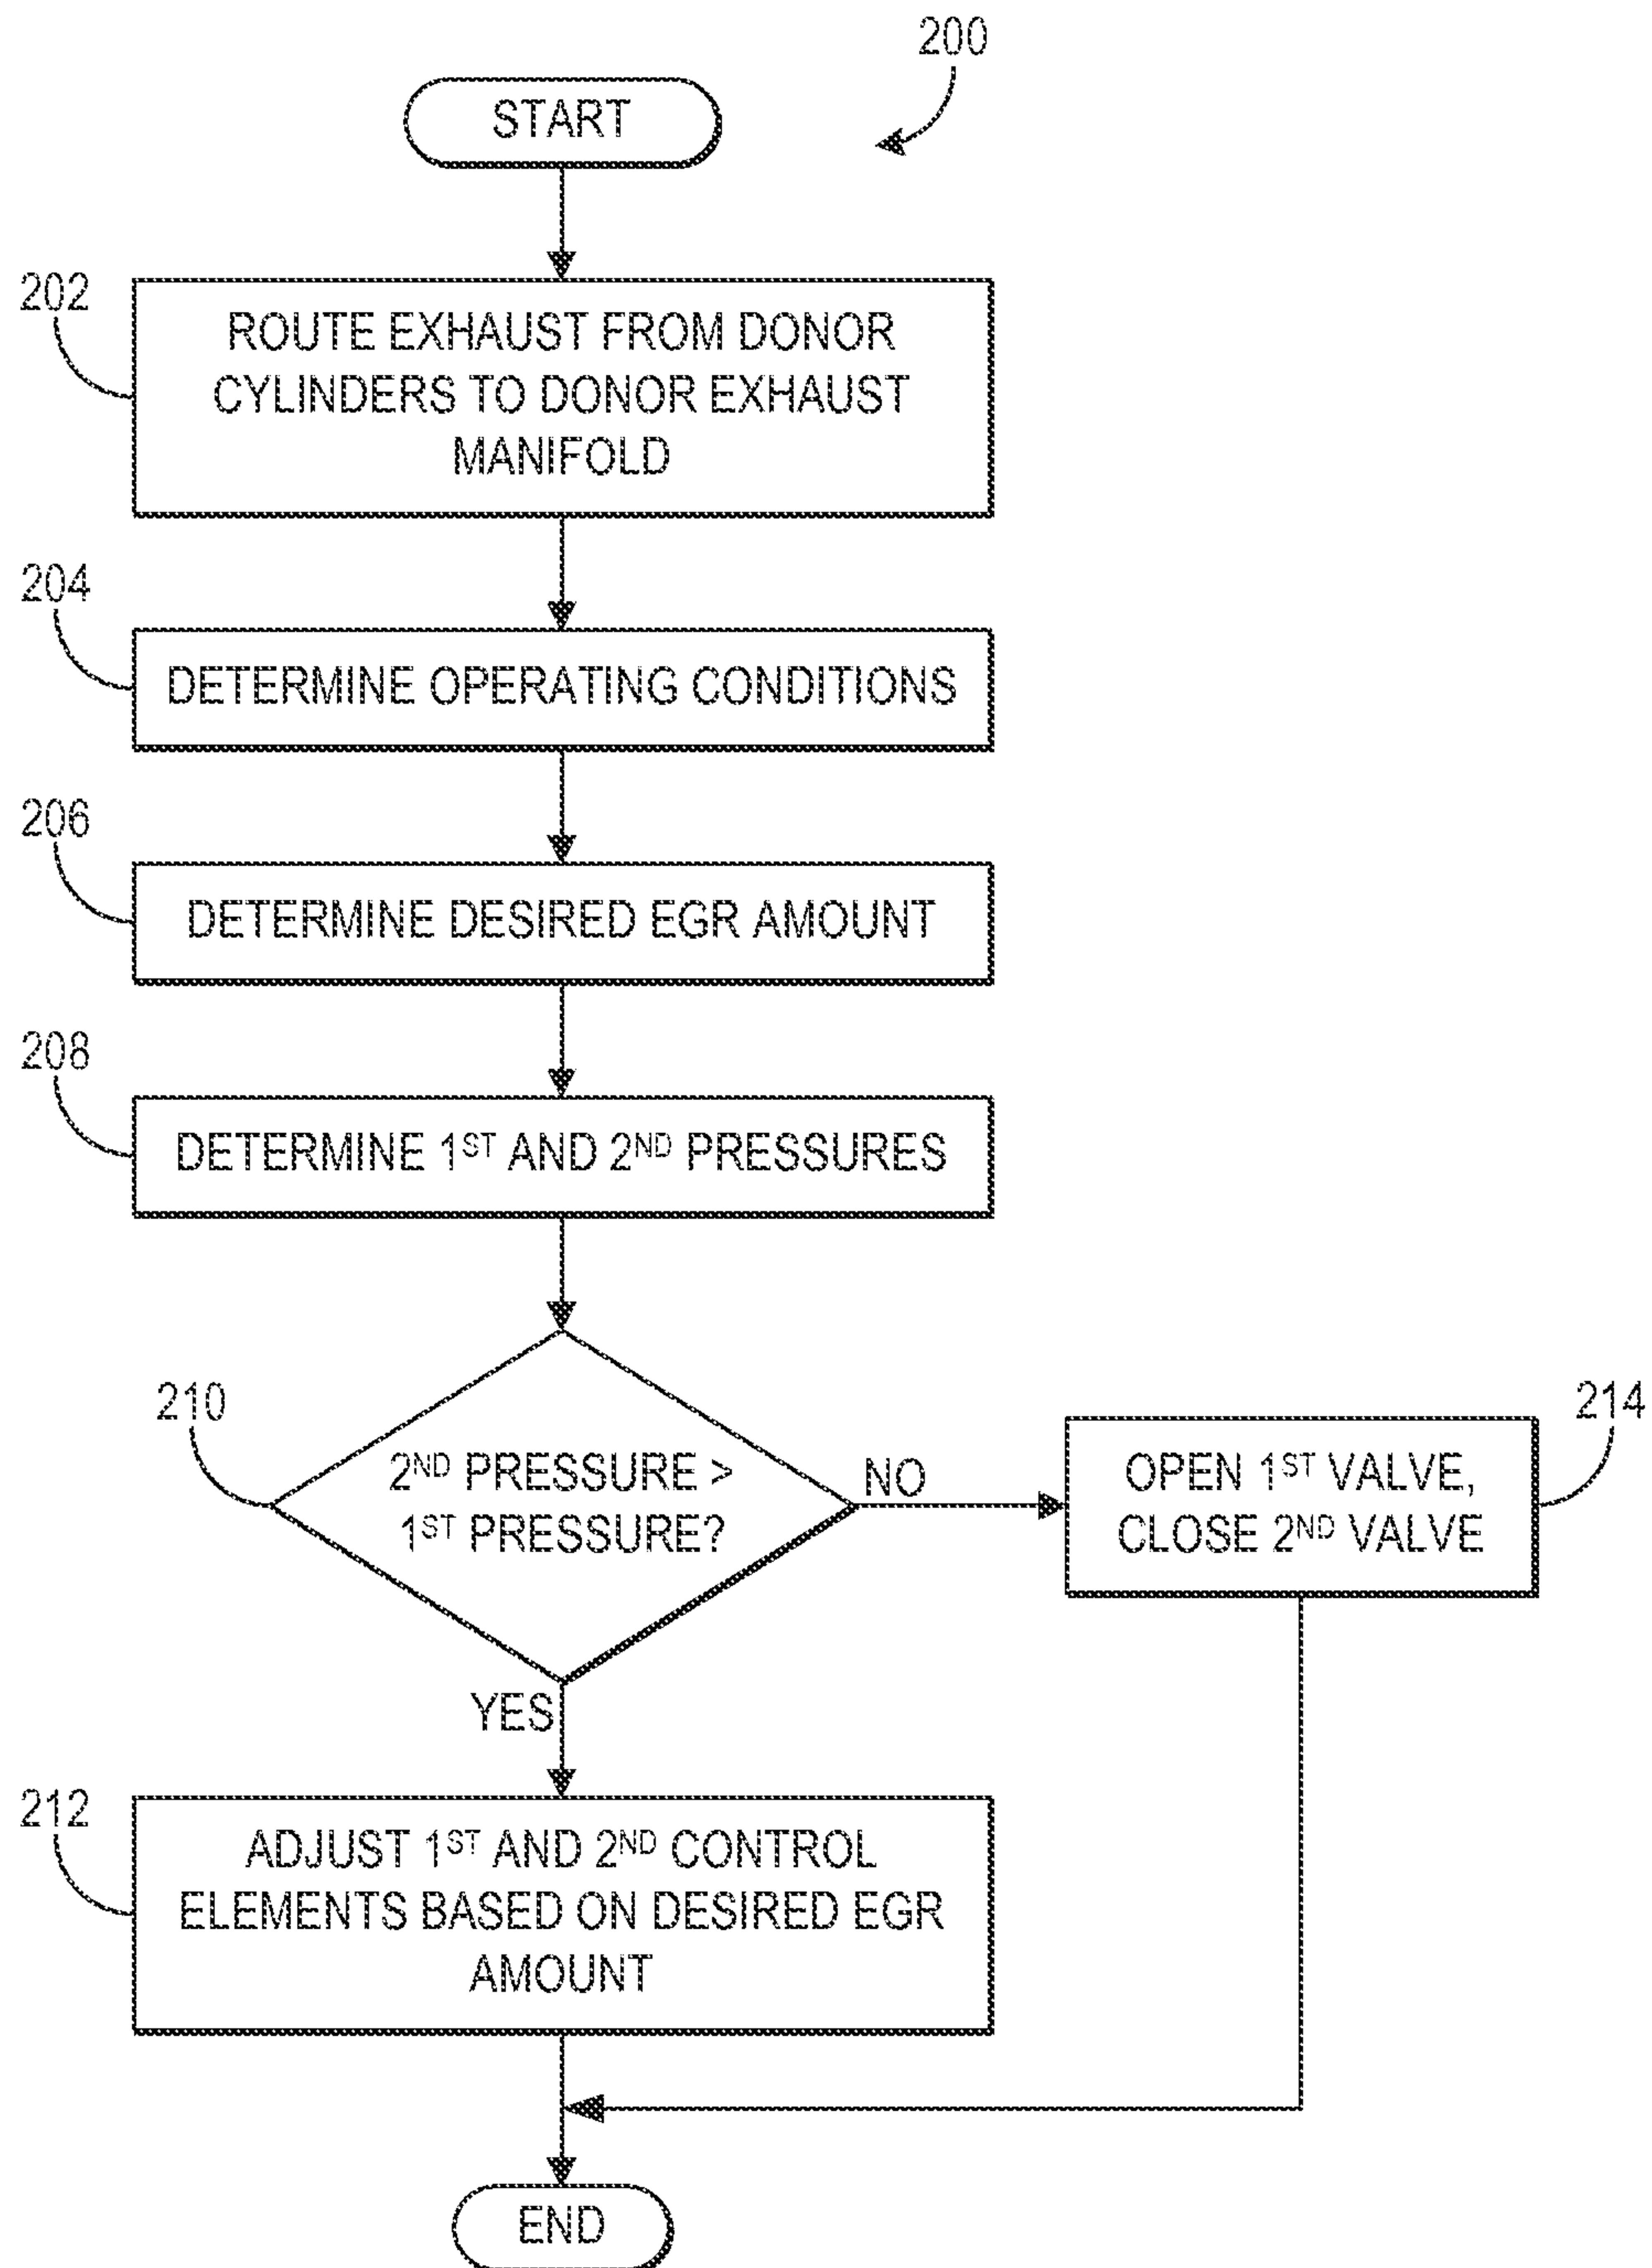 200
START
202
ROUTE EXHAUST FROM DONOR
CYLINDERS TO DONOR EXHAUST
MANIFOLD
204
DETERMINE OPERATING CONDITIONS
206
DETERMINE DESIRED EGR AMOUNT
208
DETERMINE 1ST AND 2ND PRESSURES
210
2ND PRESSURE >
1ST PRESSURE?
NO
214
OPEN 1ST VALVE,
CLOSE 2ND VALVE
YES
212
ADJUST 1ST AND 2ND CONTROL
ELEMENTS BASED ON DESIRED EGR
AMOUNT
END